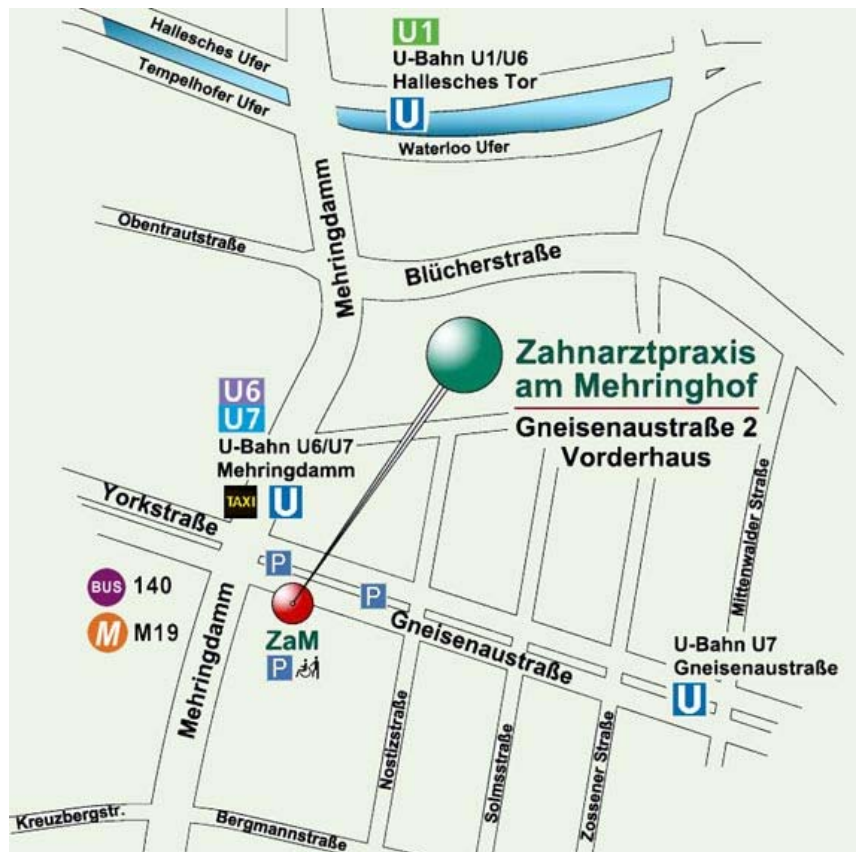 Hallesches Ufer
Tempelhofer Ufer
U1
U-Bahn U1/U6
Hallesches Tor
U
Waterloo Ufer
Mehringdamm
Obentrautstraße
Blücherstraße
Zahnarztpraxis
am Mehringhof
Gneisenaustraße 2
Vorderhaus
U6
U7
U-Bahn U6/U7
Mehringdamm
TAXI
U
Yorkstraße
Mittenwalder Straße
P
P
BUS 140
M M19
Mehringdamm
ZaM
P
Gneisenaustraße
U-Bahn U7
Gneisenaustraße
U
Nostizstraße
Solmsstraße
Zossener Straße
Kreuzbergstr.
Bergmannstraße